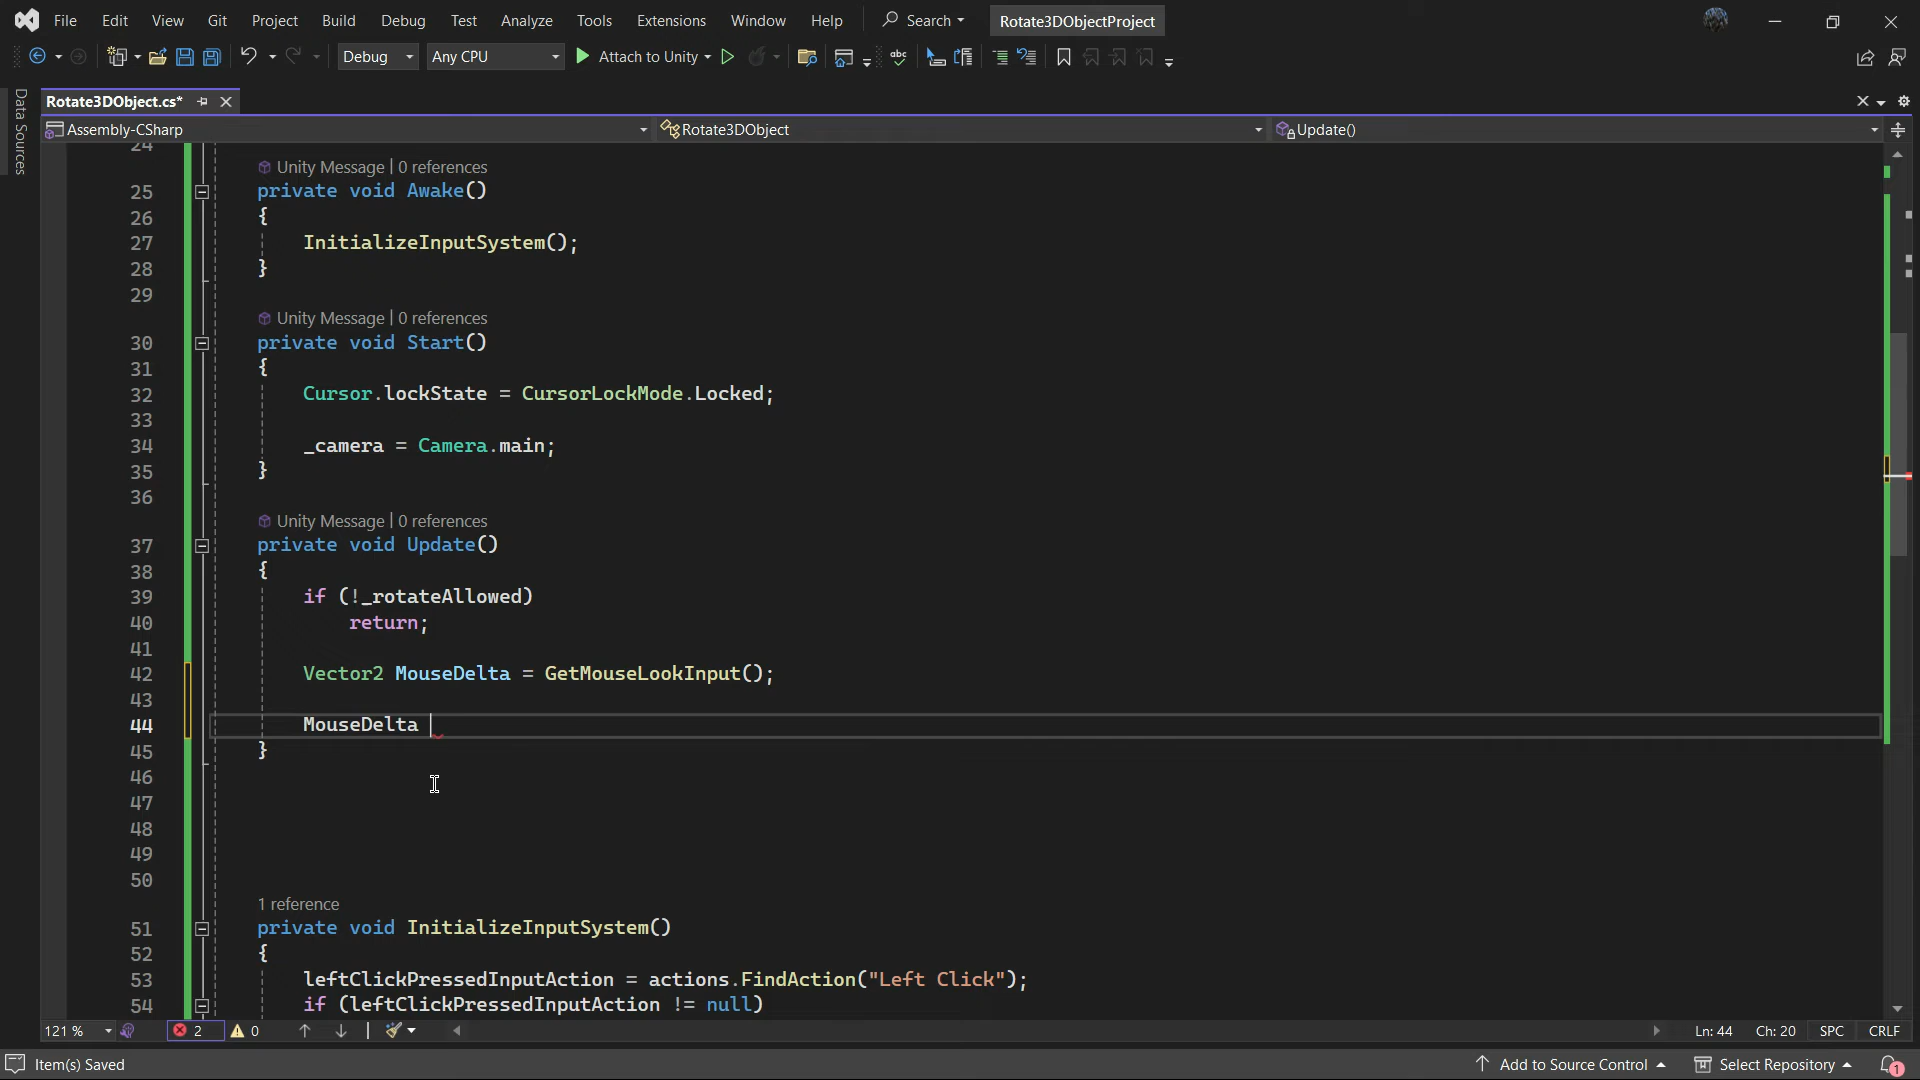 File Edit View Git Project Build Debug Test Analyze Tools Extensions Window Help Search Rotate3DObjectProject
Debug Any CPU Attach to Unity
Data Sources
Rotate3DObject.cs*
Assembly-CSharp Rotate3DObject Update()
24
Unity Message | 0 references
25 private void Awake()
26 {
27 InitializeInputSystem();
28 }
29
Unity Message | 0 references
30 private void Start()
31 {
32 Cursor.lockState = CursorLockMode.Locked;
33
34 _camera = Camera.main;
35 }
36
Unity Message | 0 references
37 private void Update()
38 {
39 if (!_rotateAllowed)
40 return;
41
42 Vector2 MouseDelta = GetMouseLookInput();
43
44 MouseDelta
45 }
46
47
48
49
50
1 reference
51 private void InitializeInputSystem()
52 {
53 leftClickPressedInputAction = actions.FindAction("Left Click");
54 if (leftClickPressedInputAction != null)
121 % 2 0 Ln: 44 Ch: 20 SPC CRLF
Item(s) Saved Add to Source Control Select Repository 1